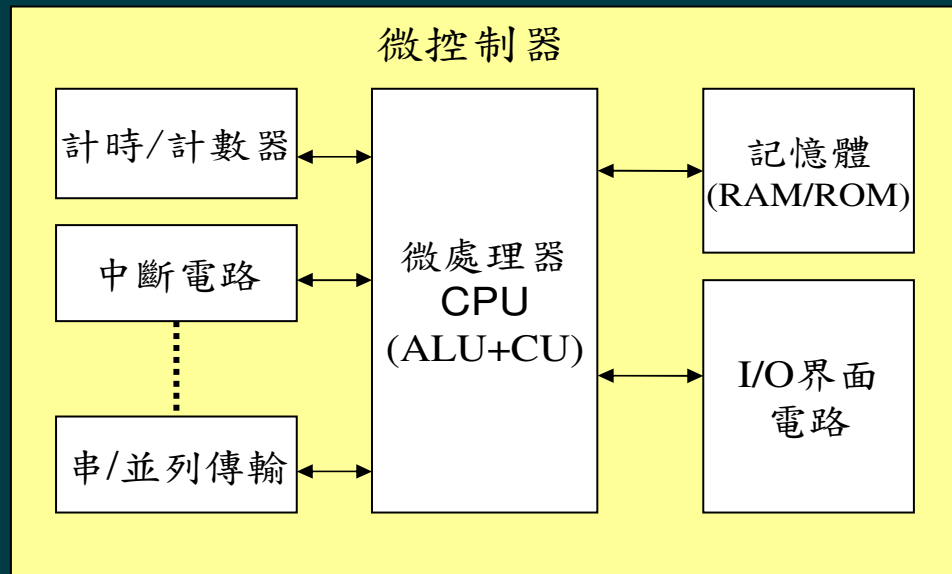 微控制器
計時/計數器
中斷電路
串/並列傳輸
微處理器
CPU
(ALU+CU)
記憶體
(RAM/ROM)
I/O界面
電路